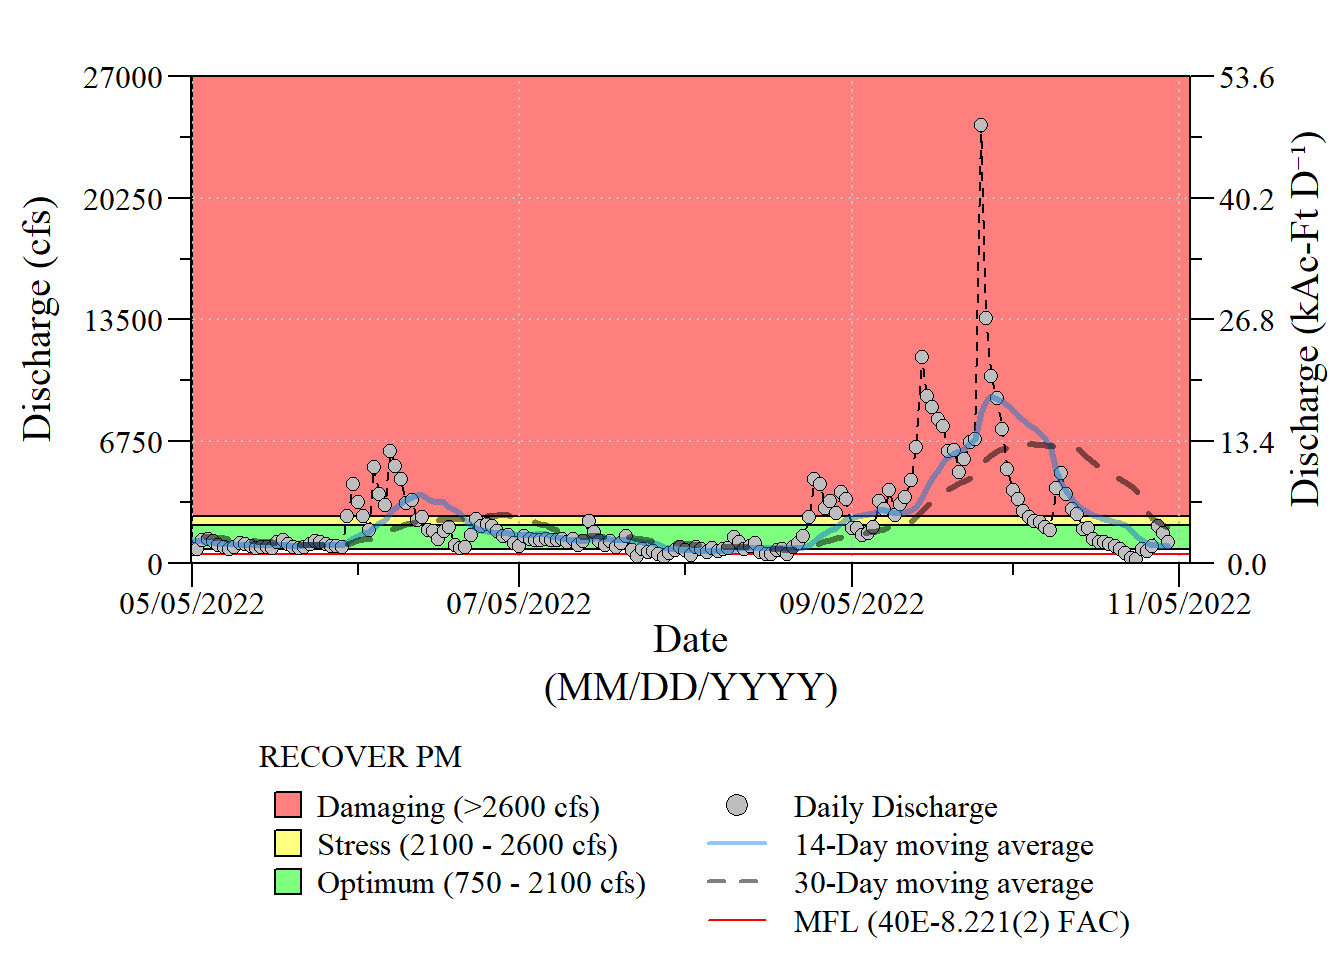 27000
20250
13500
6750
0
Discharge (cfs)
53.6
40.2
26.8
13.4
0.0
Discharge (kAc-Ft D⁻¹)
05/05/2022
07/05/2022
09/05/2022
11/05/2022
Date
(MM/DD/YYYY)
RECOVER PM
Damaging (>2600 cfs)
Stress (2100 - 2600 cfs)
Optimum (750 - 2100 cfs)
Daily Discharge
14-Day moving average
30-Day moving average
MFL (40E-8.221(2) FAC)